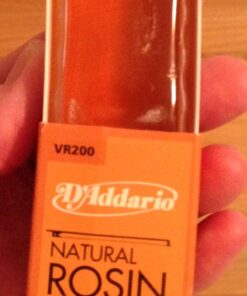 VR200
D'Addario
NATURAL
ROSIN